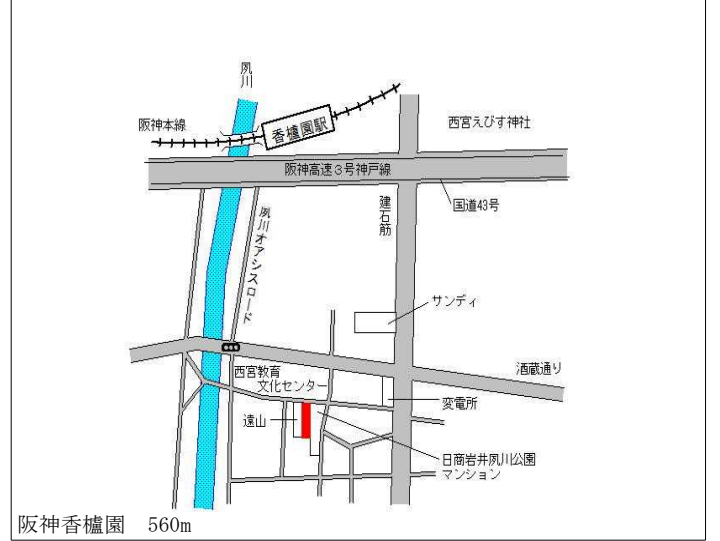 夙川
阪神本線
香櫨園駅
西宮えびす神社
阪神高速３号神戸線
国道43号
建石筋
夙川オアシスロード
サンディ
酒蔵通り
西宮教育
文化センター
変電所
遠山
日商岩井夙川公園
マンション
阪神香櫨園　560m